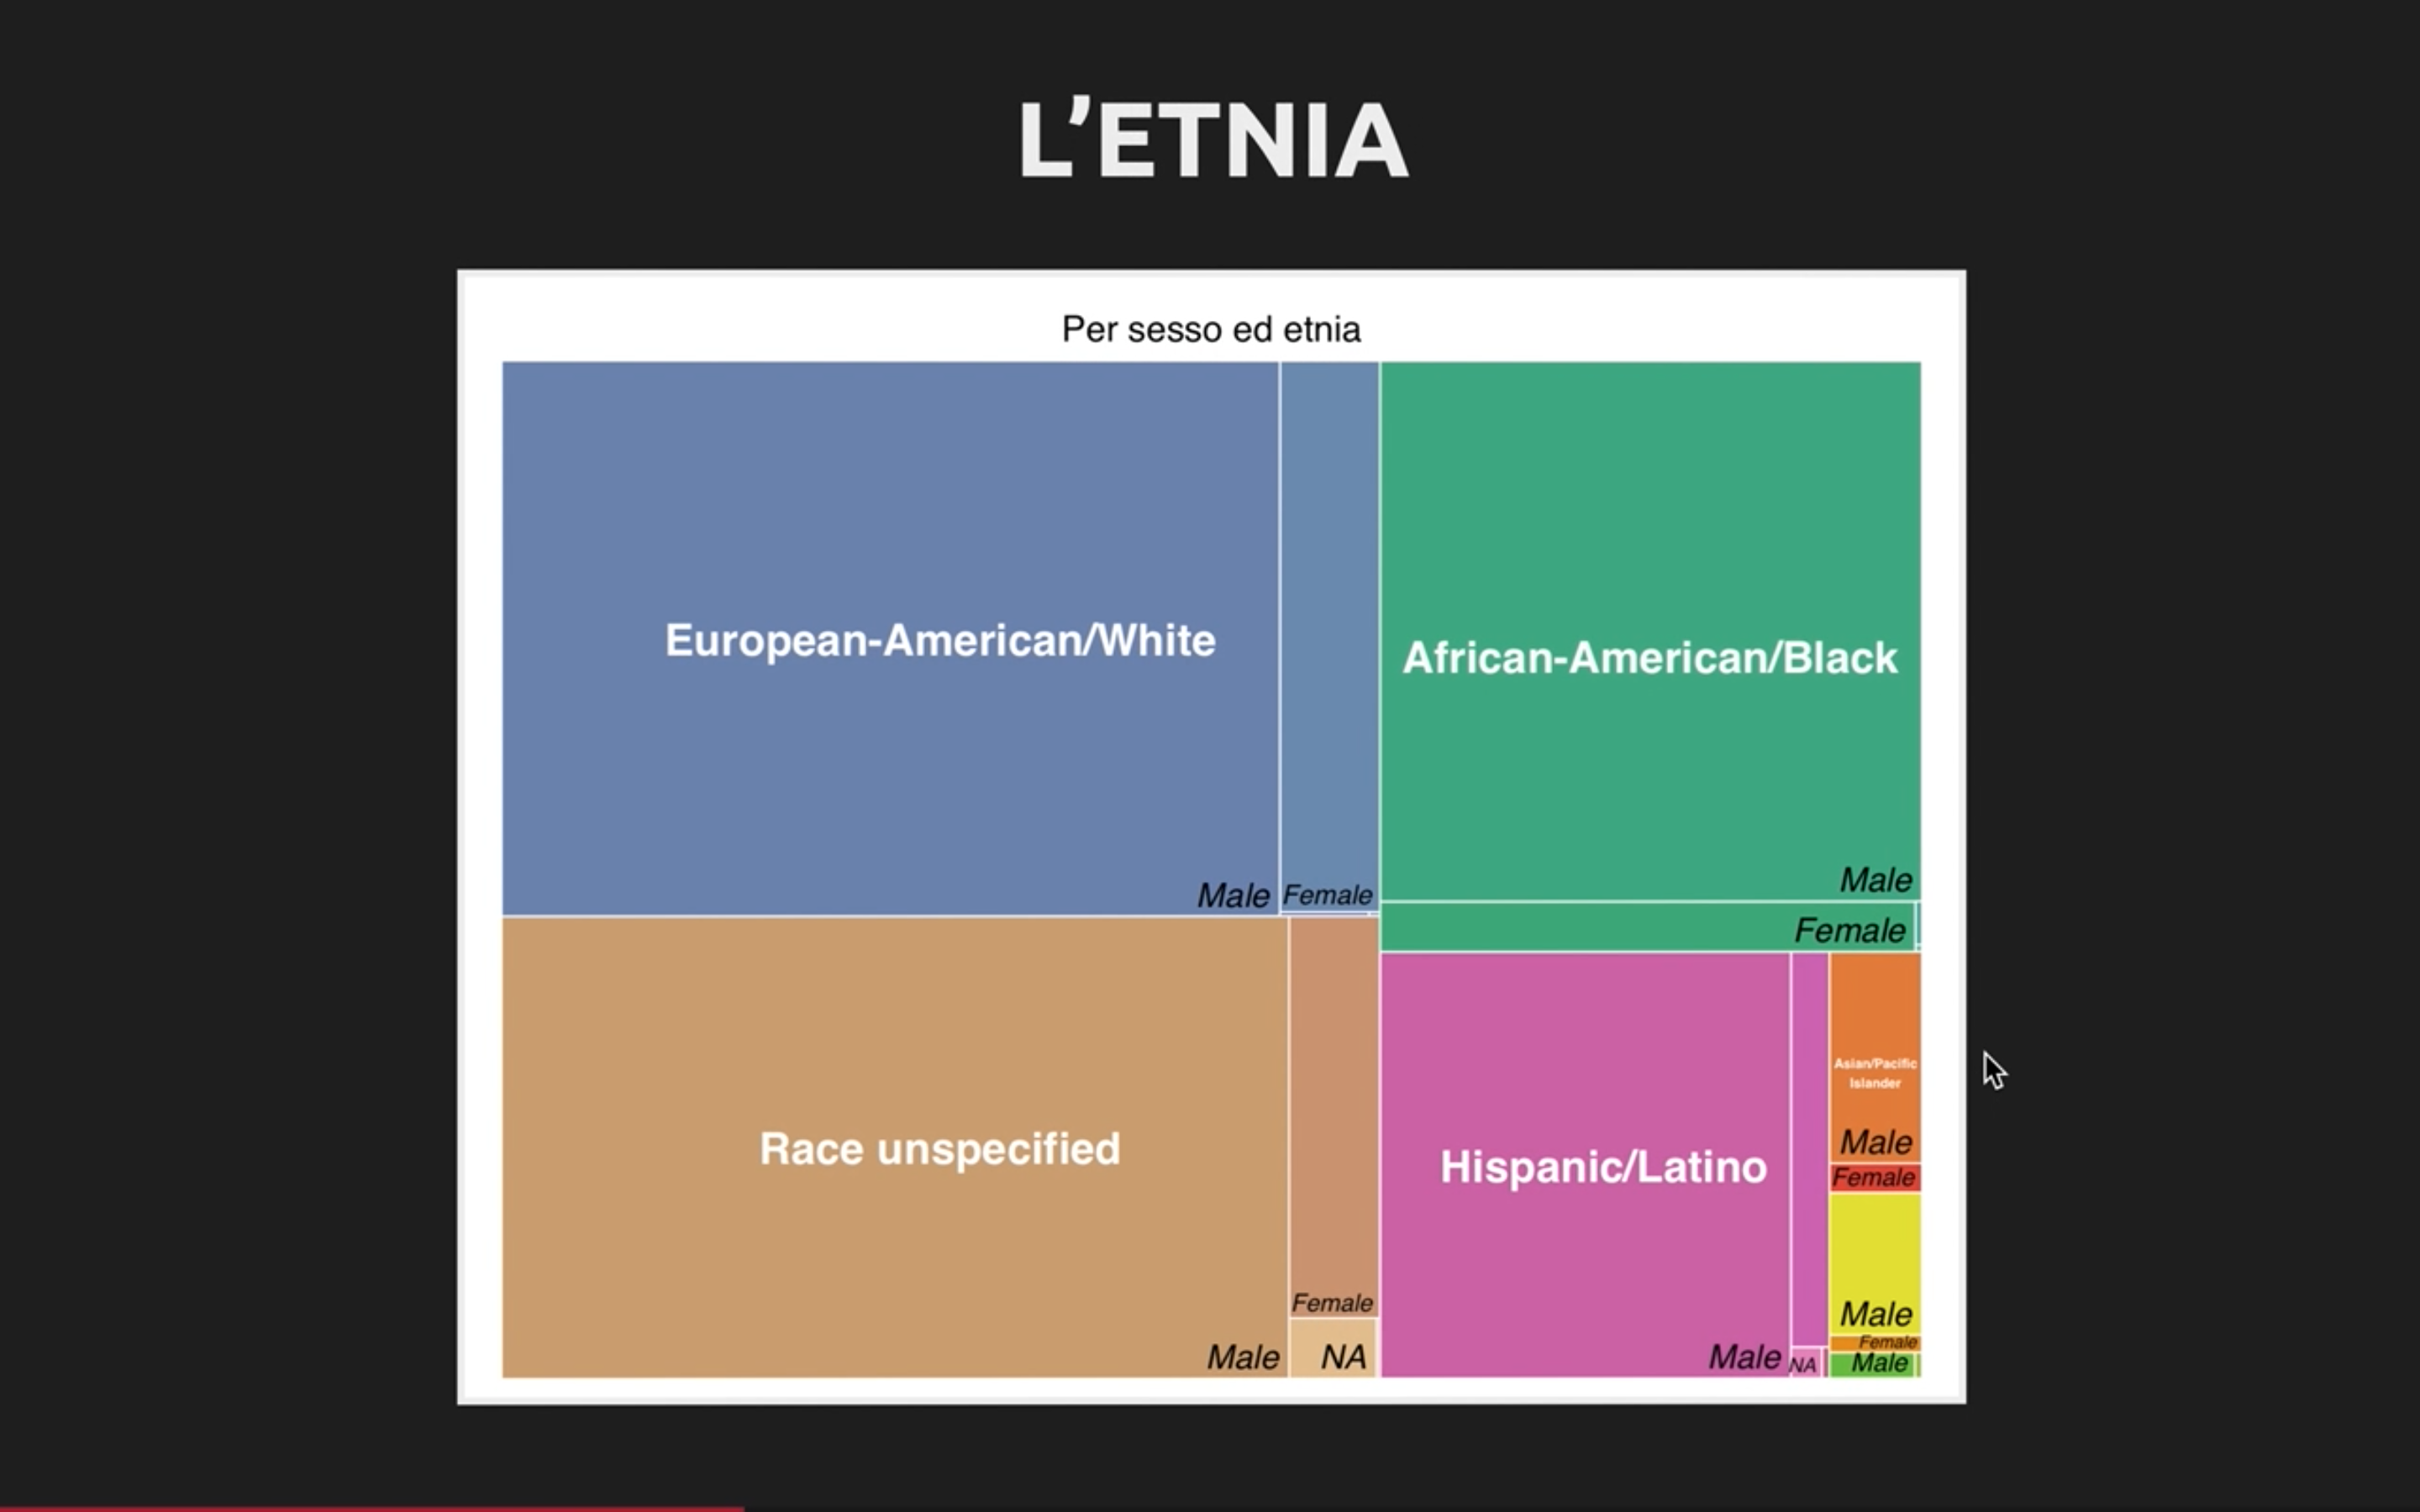 L'ETNIA
Per sesso ed etnia
European-American/White
Male
Female
African-American/Black
Male
Female
Race unspecified
Male
Female
NA
Hispanic/Latino
Male
NA
Asian/Pacific
Islander
Male
Female
Male
Female
Male